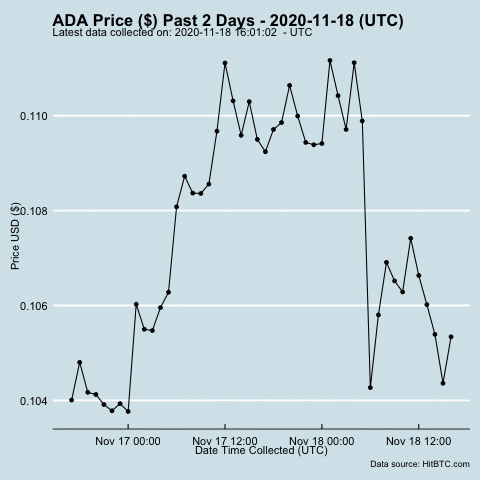 ADA Price ($) Past 2 Days - 2020-11-18 (UTC)
Latest data collected on: 2020-11-18 16:01:02 - UTC
0.110
0.108
0.106
0.104
Price USD ($)
Nov 17 00:00 Nov 17 12:00 Nov 18 00:00 Nov 18 12:00
Date Time Collected (UTC)
Data source: HitBTC.com